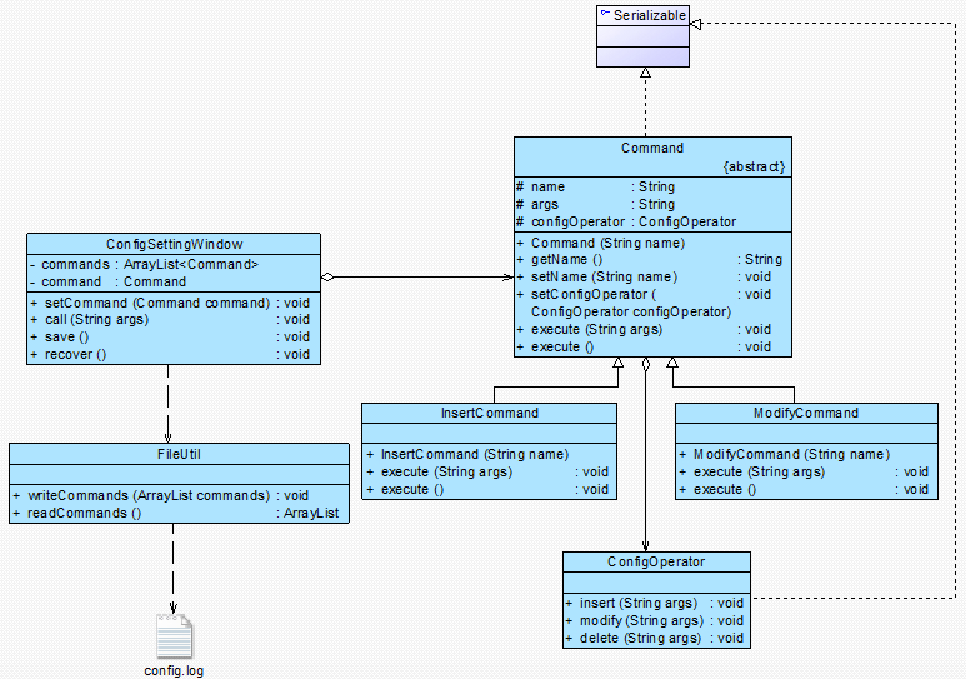 Serializable
Command
{abstract}
# name : String
# args : String
# configOperator : ConfigOperator
+ Command (String name)
+ getName () : String
+ setName (String name) : void
+ setConfigOperator ( : void
ConfigOperator configOperator)
+ execute (String args) : void
+ execute () : void
ConfigSettingWindow
- commands : ArrayList<Command>
- command : Command
+ setCommand (Command command) : void
+ call (String args) : void
+ save () : void
+ recover () : void
InsertCommand
+ InsertCommand (String name)
+ execute (String args) : void
+ execute () : void
ModifyCommand
+ ModifyCommand (String name)
+ execute (String args) : void
+ execute () : void
FileUtil
+ writeCommands (ArrayList commands) : void
+ readCommands () : ArrayList
ConfigOperator
+ insert (String args) : void
+ modify (String args) : void
+ delete (String args) : void
config.log